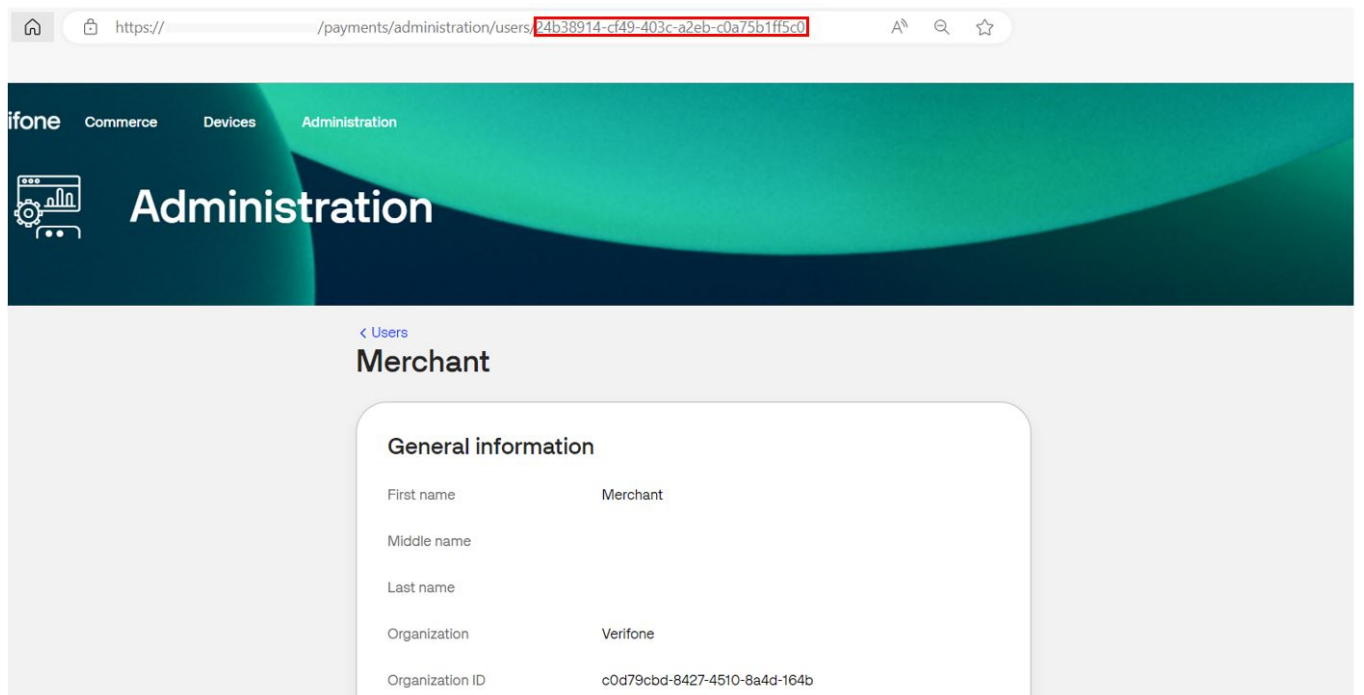 https:// /payments/administration/users/24b38914-cf49-403c-a2eb-c0a75b1ff5c0
ifone Commerce Devices Administration
Administration
< Users
Merchant
General information
First name Merchant
Middle name
Last name
Organization Verifone
Organization ID c0d79cbd-8427-4510-8a4d-164b